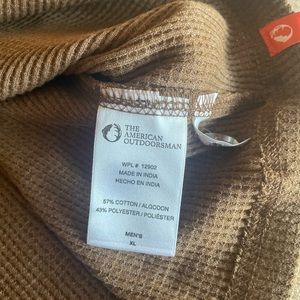 THE
AMERICAN
OUTDOORSMAN
WPL # 12902
MADE IN INDIA
HECHO EN INDIA
57% COTTON / ALGODON
43% POLYESTER / POLIÉSTER
MEN'S
XL